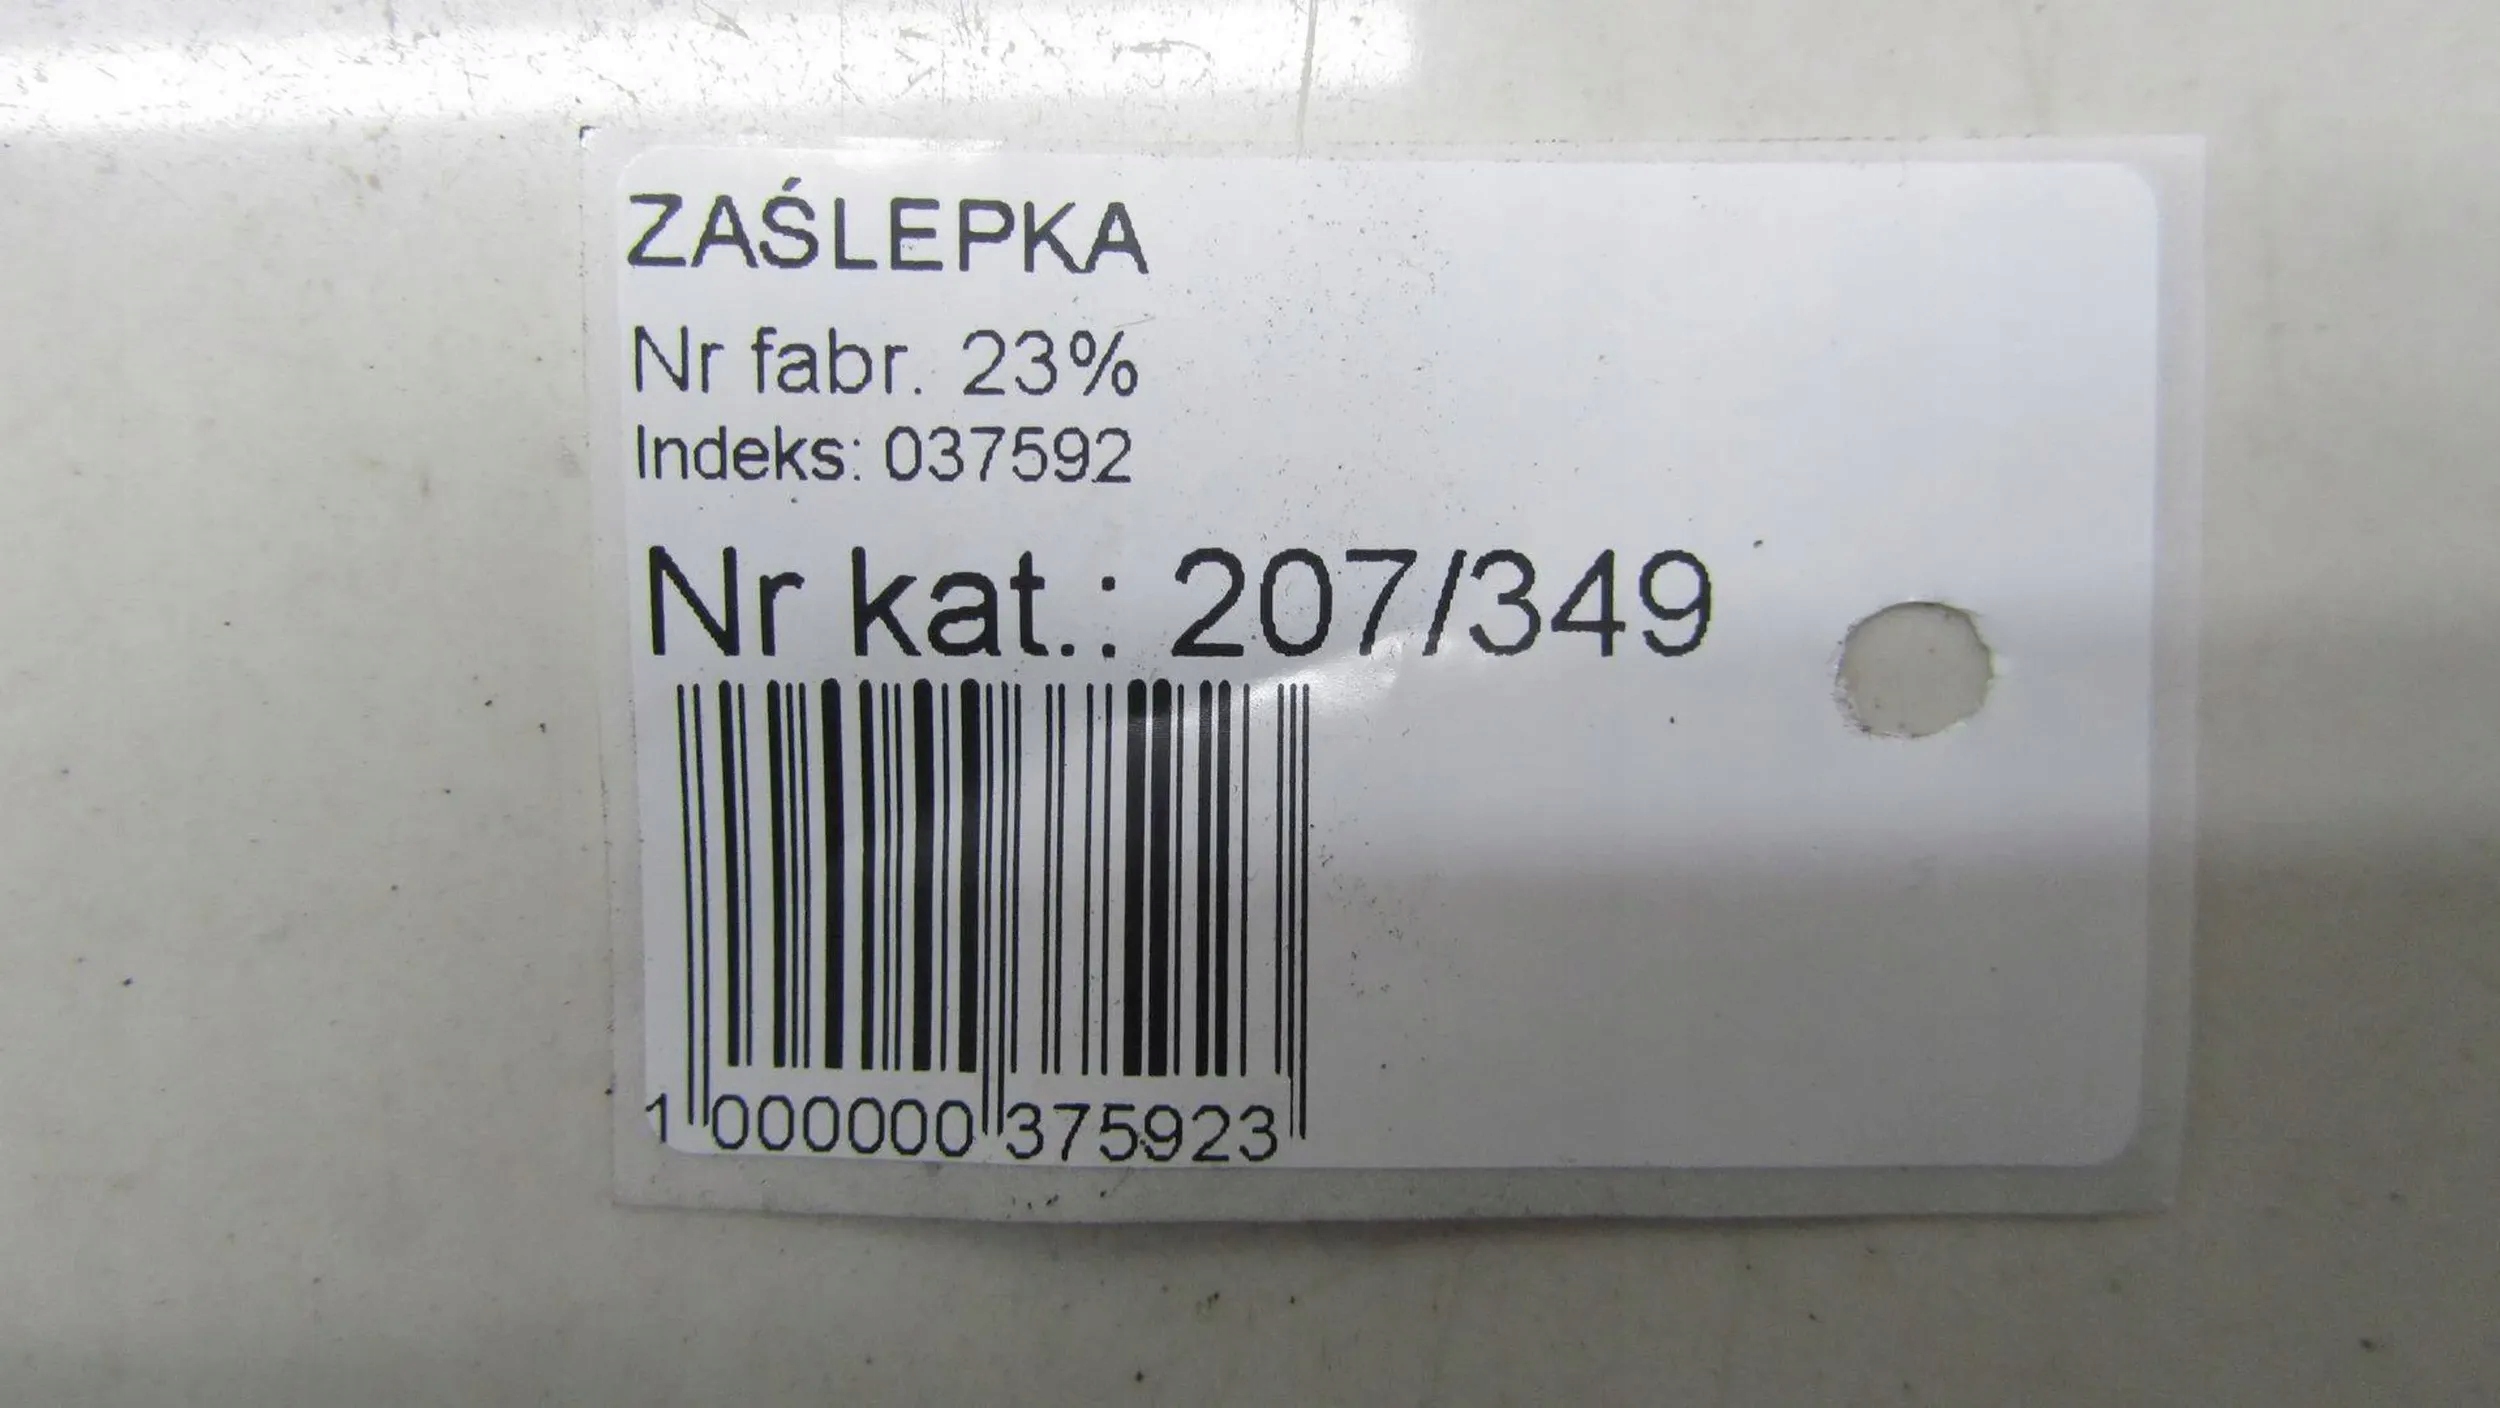 ZAŚLEPKA
Nr fabr. 23%
Indeks: 037592
Nr kat.: 207/349
1 000000 375923